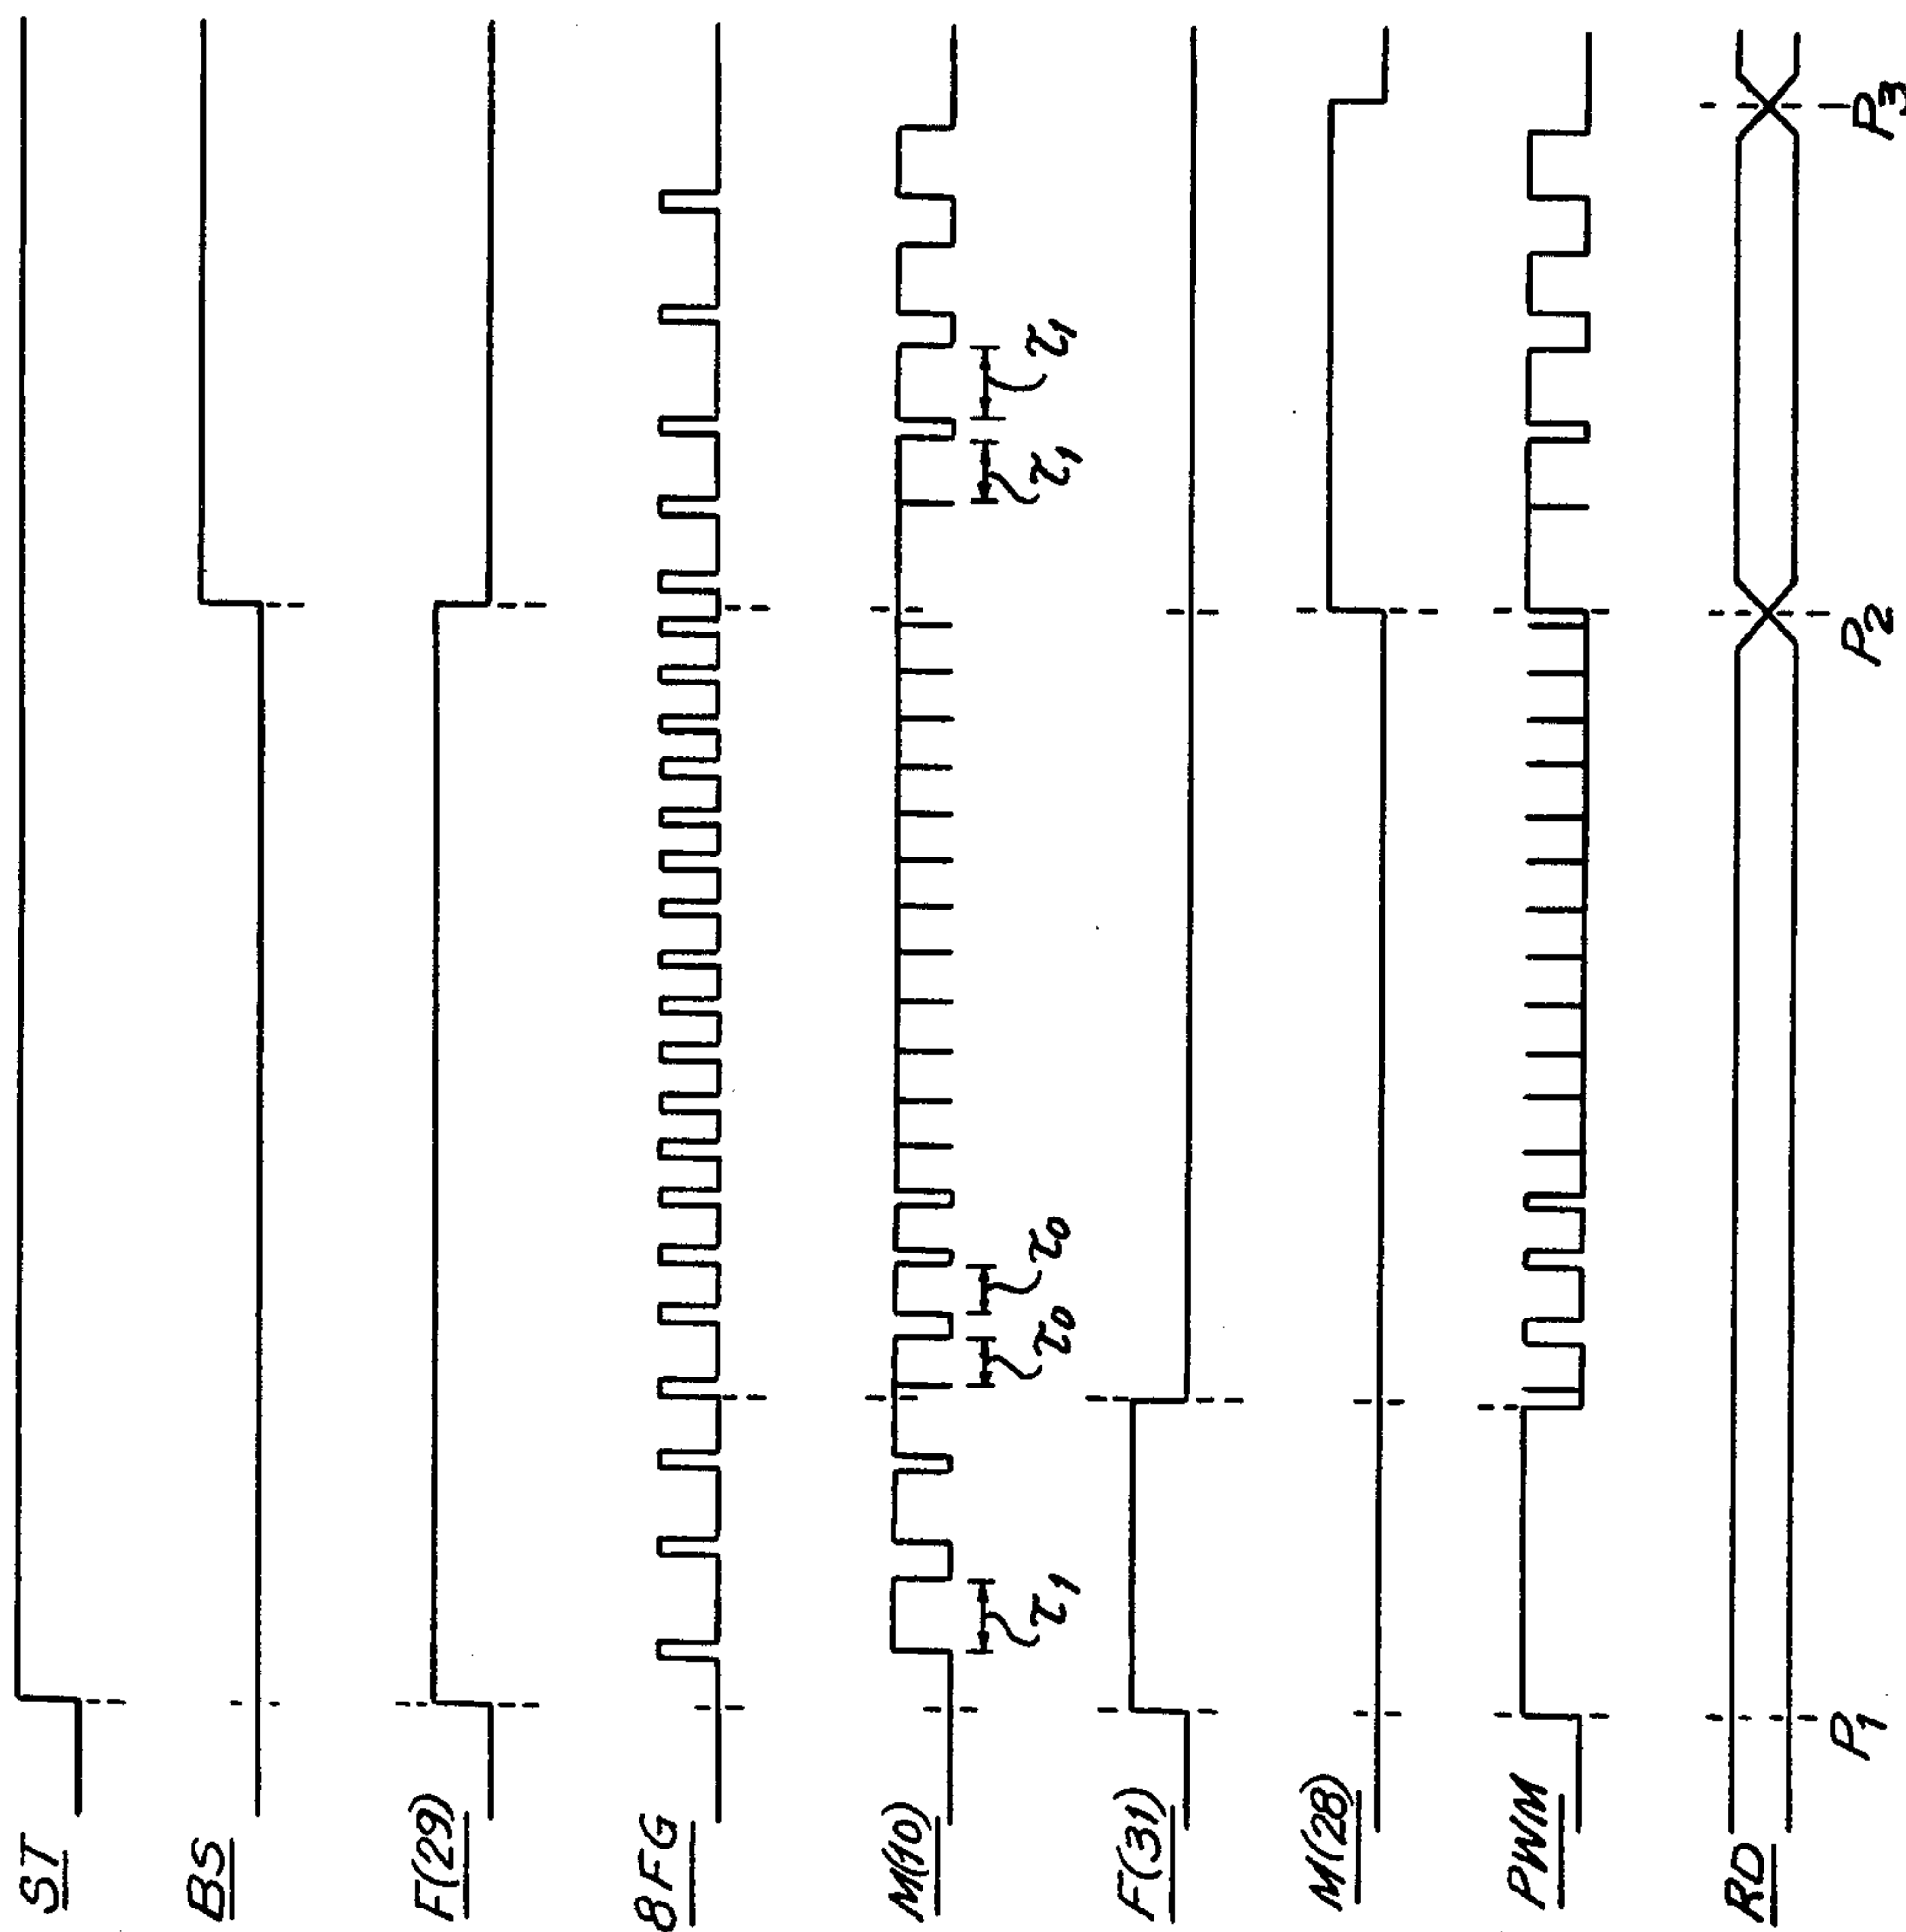 ST
BS
F(29)
8FG
M(10)
τ1 τ0 τ0 τ1 τ1
F(31)
M(28)
PWM
RD
P1 P2 P3